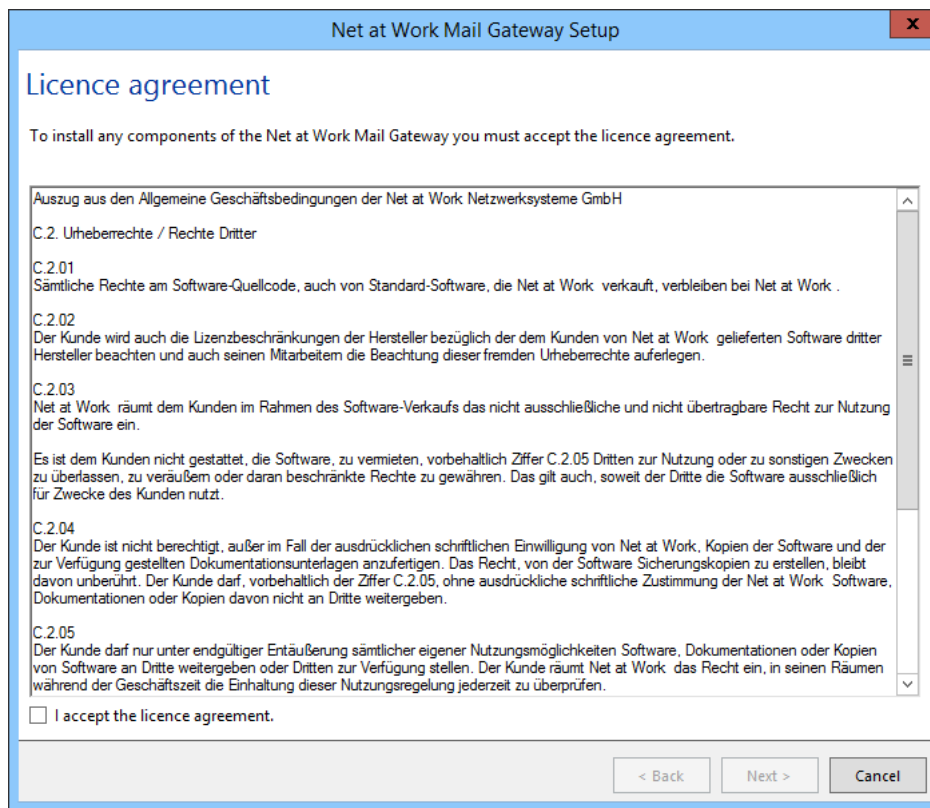 Net at Work Mail Gateway Setup
x
Licence agreement
To install any components of the Net at Work Mail Gateway you must accept the licence agreement.
Auszug aus den Allgemeine Geschäftsbedingungen der Net at Work Netzwerksysteme GmbH
C.2. Urheberrechte / Rechte Dritter
C.2.01
Sämtliche Rechte am Software-Quellcode, auch von Standard-Software, die Net at Work verkauft, verbleiben bei Net at Work .
C.2.02
Der Kunde wird auch die Lizenzbeschränkungen der Hersteller bezüglich der dem Kunden von Net at Work gelieferten Software dritter
Hersteller beachten und auch seinen Mitarbeitern die Beachtung dieser fremden Urheberrechte auferlegen.
C.2.03
Net at Work räumt dem Kunden im Rahmen des Software-Verkaufs das nicht ausschließliche und nicht übertragbare Recht zur Nutzung
der Software ein.
Es ist dem Kunden nicht gestattet, die Software, zu vermieten, vorbehaltlich Ziffer C.2.05 Dritten zur Nutzung oder zu sonstigen Zwecken
zu überlassen, zu veräußern oder daran beschränkte Rechte zu gewähren. Das gilt auch, soweit der Dritte die Software ausschließlich
für Zwecke des Kunden nutzt.
C.2.04
Der Kunde ist nicht berechtigt, außer im Fall der ausdrücklichen schriftlichen Einwilligung von Net at Work, Kopien der Software und der
zur Verfügung gestellten Dokumentationsunterlagen anzufertigen. Das Recht, von der Software Sicherungskopien zu erstellen, bleibt
davon unberührt. Der Kunde darf, vorbehaltlich der Ziffer C.2.05, ohne ausdrückliche schriftliche Zustimmung der Net at Work Software,
Dokumentationen oder Kopien davon nicht an Dritte weitergeben.
C.2.05
Der Kunde darf nur unter endgültiger Entäußerung sämtlicher eigener Nutzungsmöglichkeiten Software, Dokumentationen oder Kopien
von Software an Dritte weitergeben oder Dritten zur Verfügung stellen. Der Kunde räumt Net at Work das Recht ein, in seinen Räumen
während der Geschäftszeit die Einhaltung dieser Nutzungsregelung jederzeit zu überprüfen.
I accept the licence agreement.
< Back
Next >
Cancel